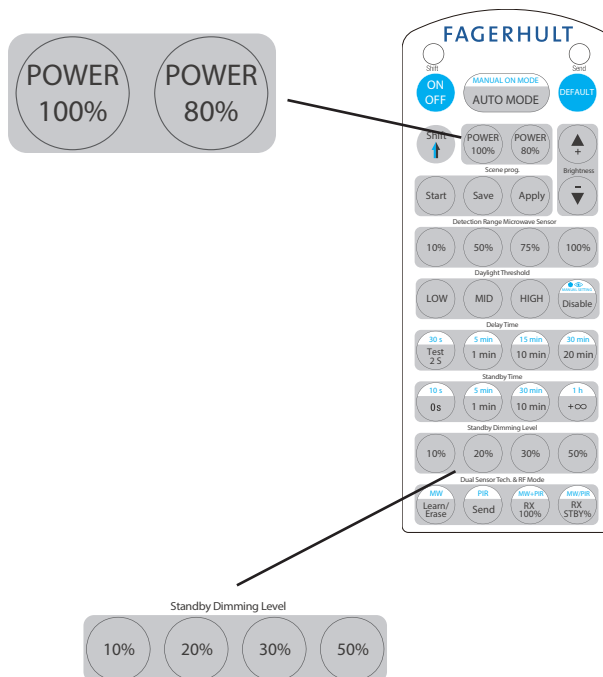 POWER
100%
POWER
80%
FAGERHULT
Shift
Send
ON
OFF
MANUAL ON MODE
AUTO MODE
DEFAULT
Shift
POWER
100%
POWER
80%
+
Brightness
-
Scene prog.
Start
Save
Apply
Detection Range Microwave Sensor
10%
50%
75%
100%
Daylight Threshold
LOW
MID
HIGH
Disable
Delay Time
30 s
Test
2 S
5 min
1 min
15 min
10 min
30 min
20 min
Standby Time
10 s
0s
5 min
1 min
30 min
10 min
1 h
+∞
Standby Dimming Level
10%
20%
30%
50%
Dual Sensor Tech. & RF Mode
MW
Learn/
Erase
PIR
Send
MW+PIR
RX
100%
MW/PIR
RX
STBY%
Standby Dimming Level
10%
20%
30%
50%